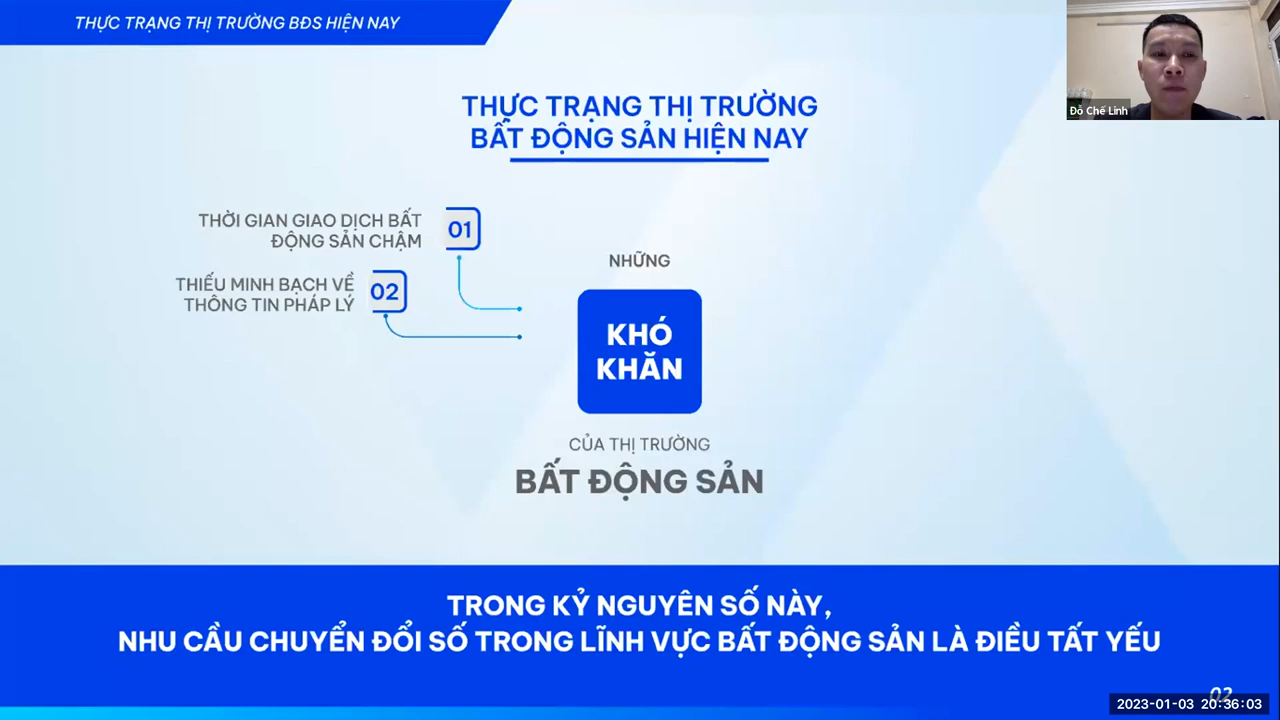 THỰC TRẠNG THỊ TRƯỜNG BĐS HIỆN NAY
Đỗ Chế Linh
THỰC TRẠNG THỊ TRƯỜNG
BẤT ĐỘNG SẢN HIỆN NAY
THỜI GIAN GIAO DỊCH BẤT
ĐỘNG SẢN CHẬM
01
THIẾU MINH BẠCH VỀ
THÔNG TIN PHÁP LÝ
02
NHỮNG
KHÓ
KHĂN
CỦA THỊ TRƯỜNG
BẤT ĐỘNG SẢN
TRONG KỶ NGUYÊN SỐ NÀY,
NHU CẦU CHUYỂN ĐỔI SỐ TRONG LĨNH VỰC BẤT ĐỘNG SẢN LÀ ĐIỀU TẤT YẾU
02
2023-01-03 20:36:03